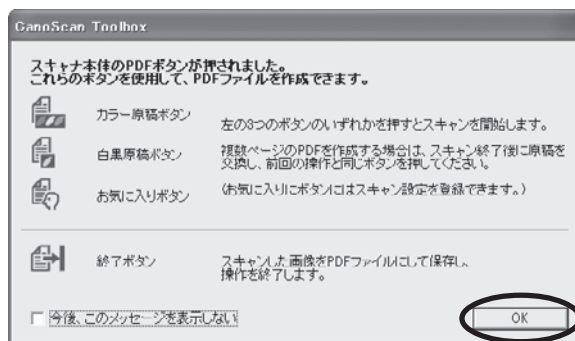 CanoScan Toolbox
スキャナ本体のPDFボタンが押されました。
これらのボタンを使用して、PDFファイルを作成できます。
カラー原稿ボタン
左の3つのボタンのいずれかを押すとスキャンを開始します。
白黒原稿ボタン
複数ページのPDFを作成する場合は、スキャン終了後に原稿を
交換し、前回の操作と同じボタンを押してください。
お気に入りボタン
(お気に入りにボタンにはスキャン設定を登録できます。)
終了ボタン
スキャンした画像をPDFファイルにして保存し、
操作を終了します。
今後、このメッセージを表示しない
OK